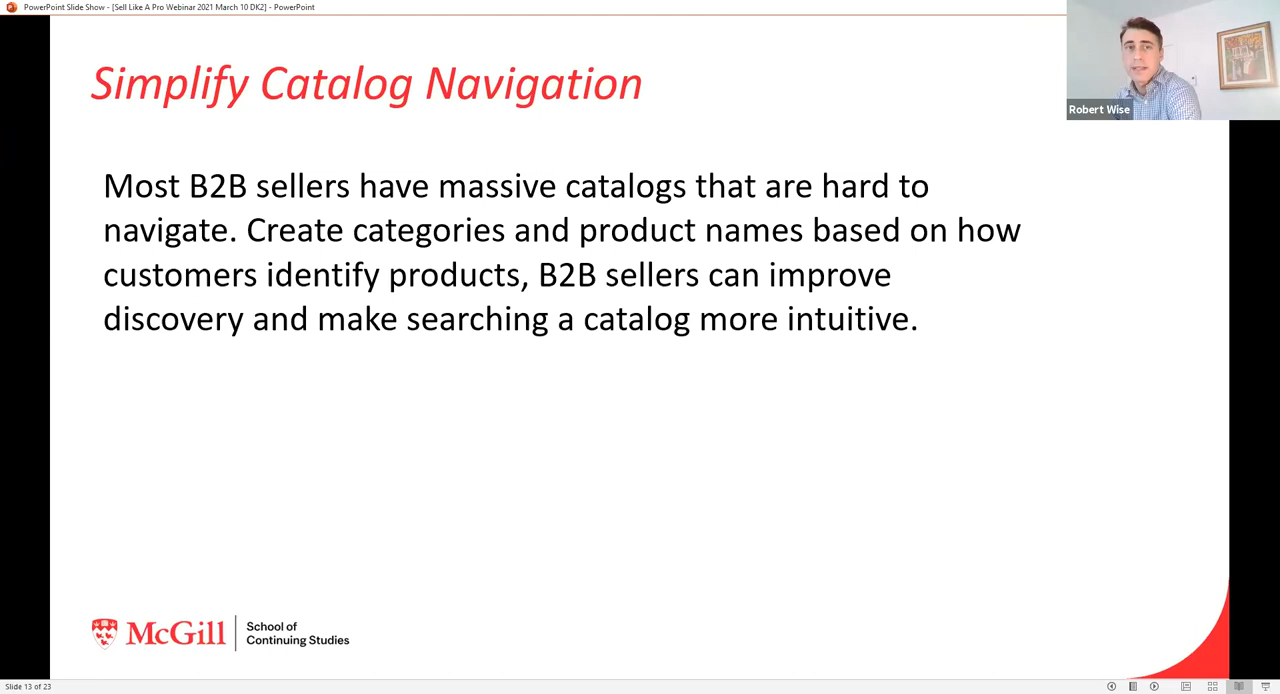 PowerPoint Slide Show - [Sell Like A Pro Webinar 2021 March 10 DK2] - PowerPoint
Robert Wise
Simplify Catalog Navigation
Most B2B sellers have massive catalogs that are hard to
navigate. Create categories and product names based on how
customers identify products, B2B sellers can improve
discovery and make searching a catalog more intuitive.
McGill
School of
Continuing Studies
Slide 13 of 23